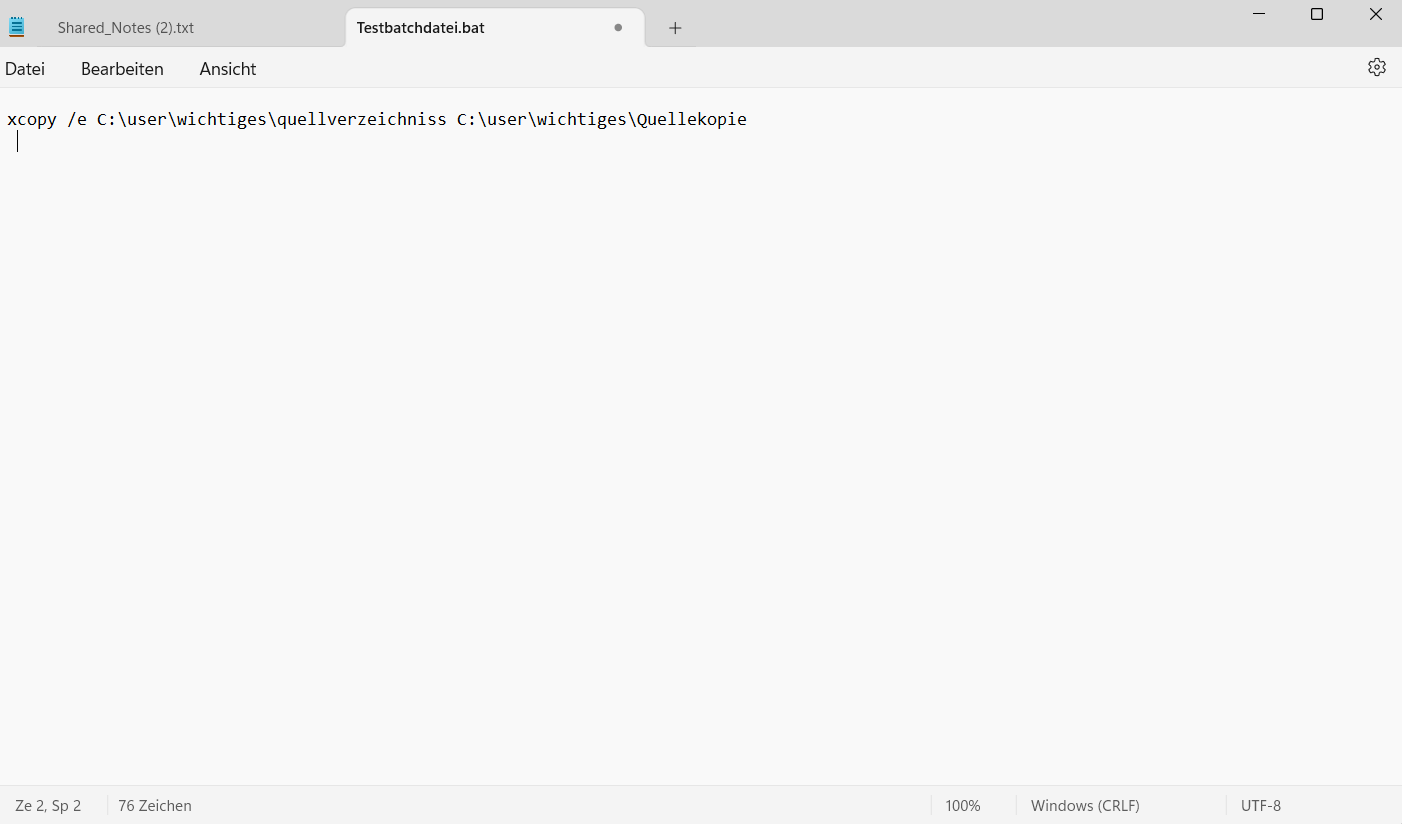 Shared_Notes (2).txt
Testbatchdatei.bat
Datei Bearbeiten Ansicht
xcopy /e C:\user\wichtiges\quellverzeichniss C:\user\wichtiges\Quellekopie
Ze 2, Sp 2 76 Zeichen 100% Windows (CRLF) UTF-8